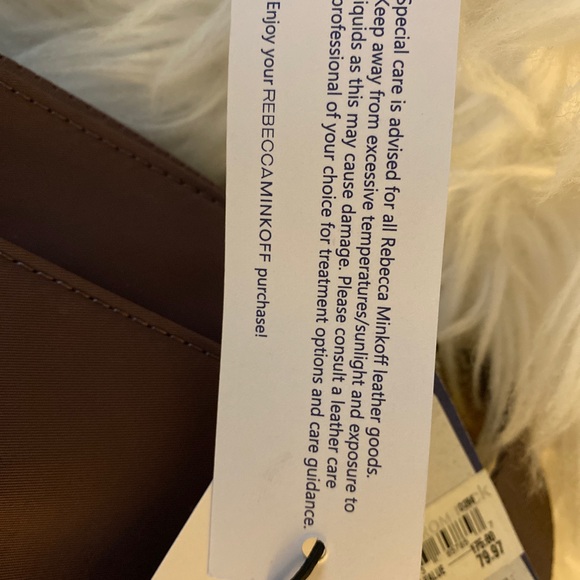 Special care is advised for all Rebecca Minkoff leather goods.
Keep away from excessive temperatures/sunlight and exposure to
liquids as this may cause damage. Please consult a leather care
professional of your choice for treatment options and care guidance.
Enjoy your REBECCAMINKOFF purchase!
79.97